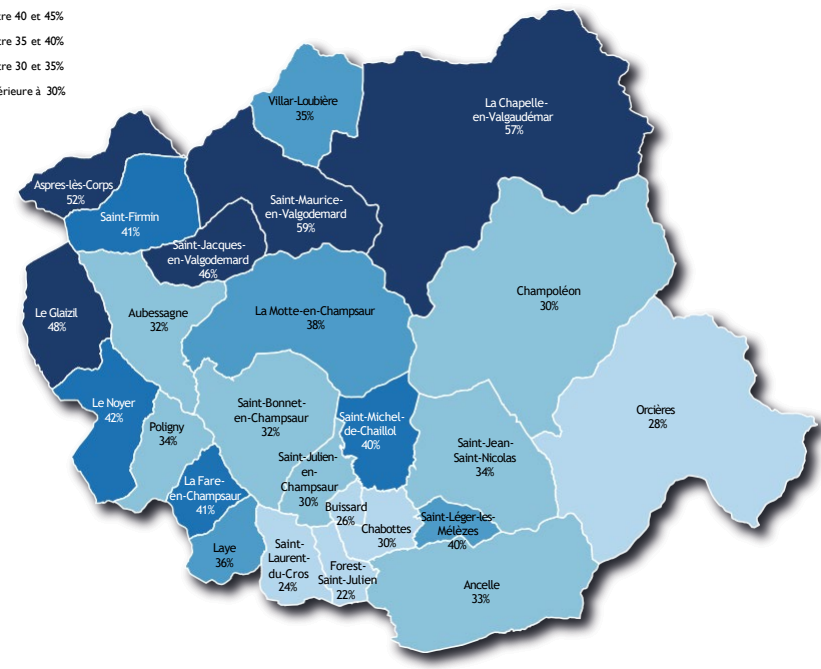 tre 40 et 45%
tre 35 et 40%
tre 30 et 35%
érieure à 30%
Villar-Loubière
35%
La Chapelle-
en-Valgaudémar
57%
Aspres-lès-Corps
52%
Saint-Firmin
41%
Saint-Maurice-
en-Valgodemard
59%
Saint-Jacques-
en-Valgodemard
46%
Le Glaizil
48%
Aubessagne
32%
La Motte-en-Champsaur
38%
Champoléon
30%
Le Noyer
42%
Poligny
34%
Saint-Bonnet-
en-Champsaur
32%
Saint-Michel-
de-Chaillol
40%
Orcières
28%
Saint-Jean-
Saint-Nicolas
34%
La Fare-
en-Champsaur
41%
Saint-Julien-
en-
Champsaur
30%
Buissard
26%
Chabottes
30%
Saint-Léger-les-
Mélèzes
40%
Laye
36%
Saint-
Laurent-
du-Cros
24%
Forest-
Saint-Julien
22%
Ancelle
33%